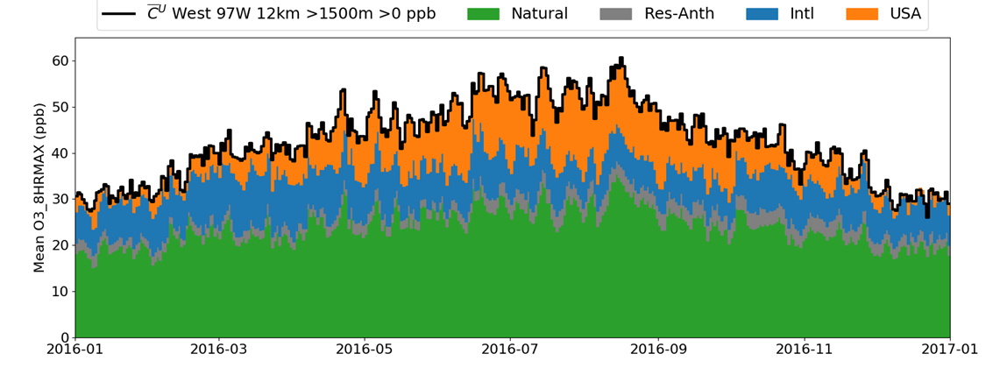 C̅ᵁ West 97W 12km >1500m >0 ppb Natural Res-Anth Intl USA
Mean O3_8HRMAX (ppb)
60
50
40
30
20
10
0
2016-01 2016-03 2016-05 2016-07 2016-09 2016-11 2017-01